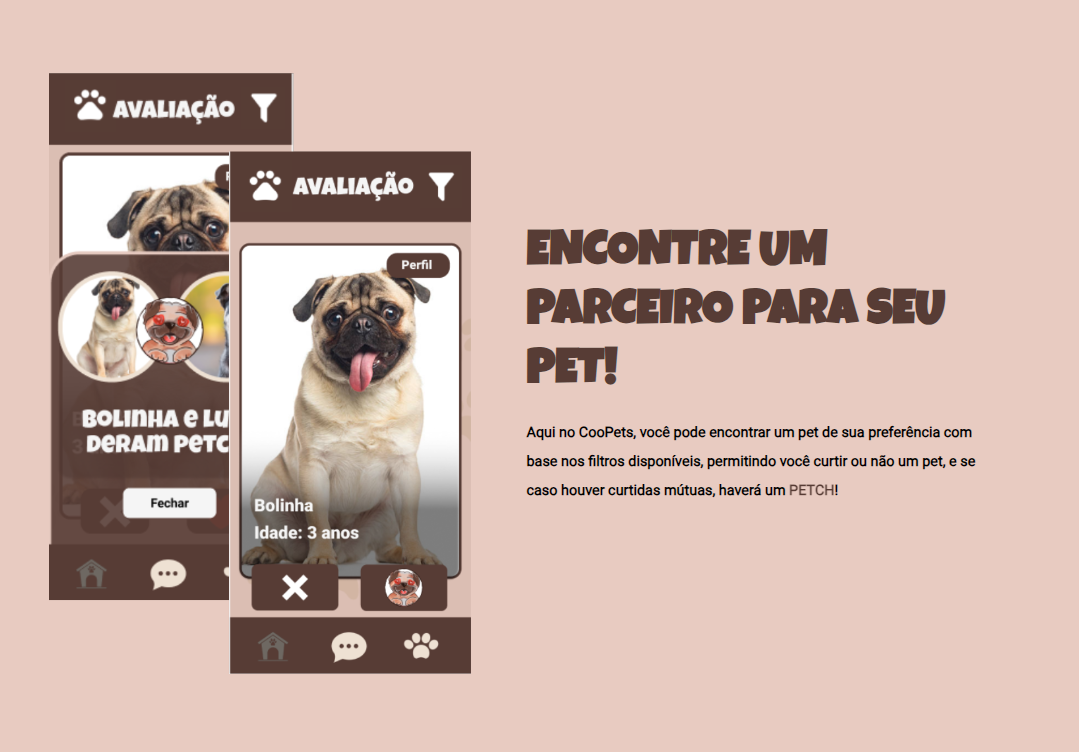 AVALIAÇÃO
BOLINHA E LU
DERAM PETC
Fechar
AVALIAÇÃO
Perfil
Bolinha
Idade: 3 anos
ENCONTRE UM
PARCEIRO PARA SEU
PET!
Aqui no CooPets, você pode encontrar um pet de sua preferência com
base nos filtros disponíveis, permitindo você curtir ou não um pet, e se
caso houver curtidas mútuas, haverá um PETCH!